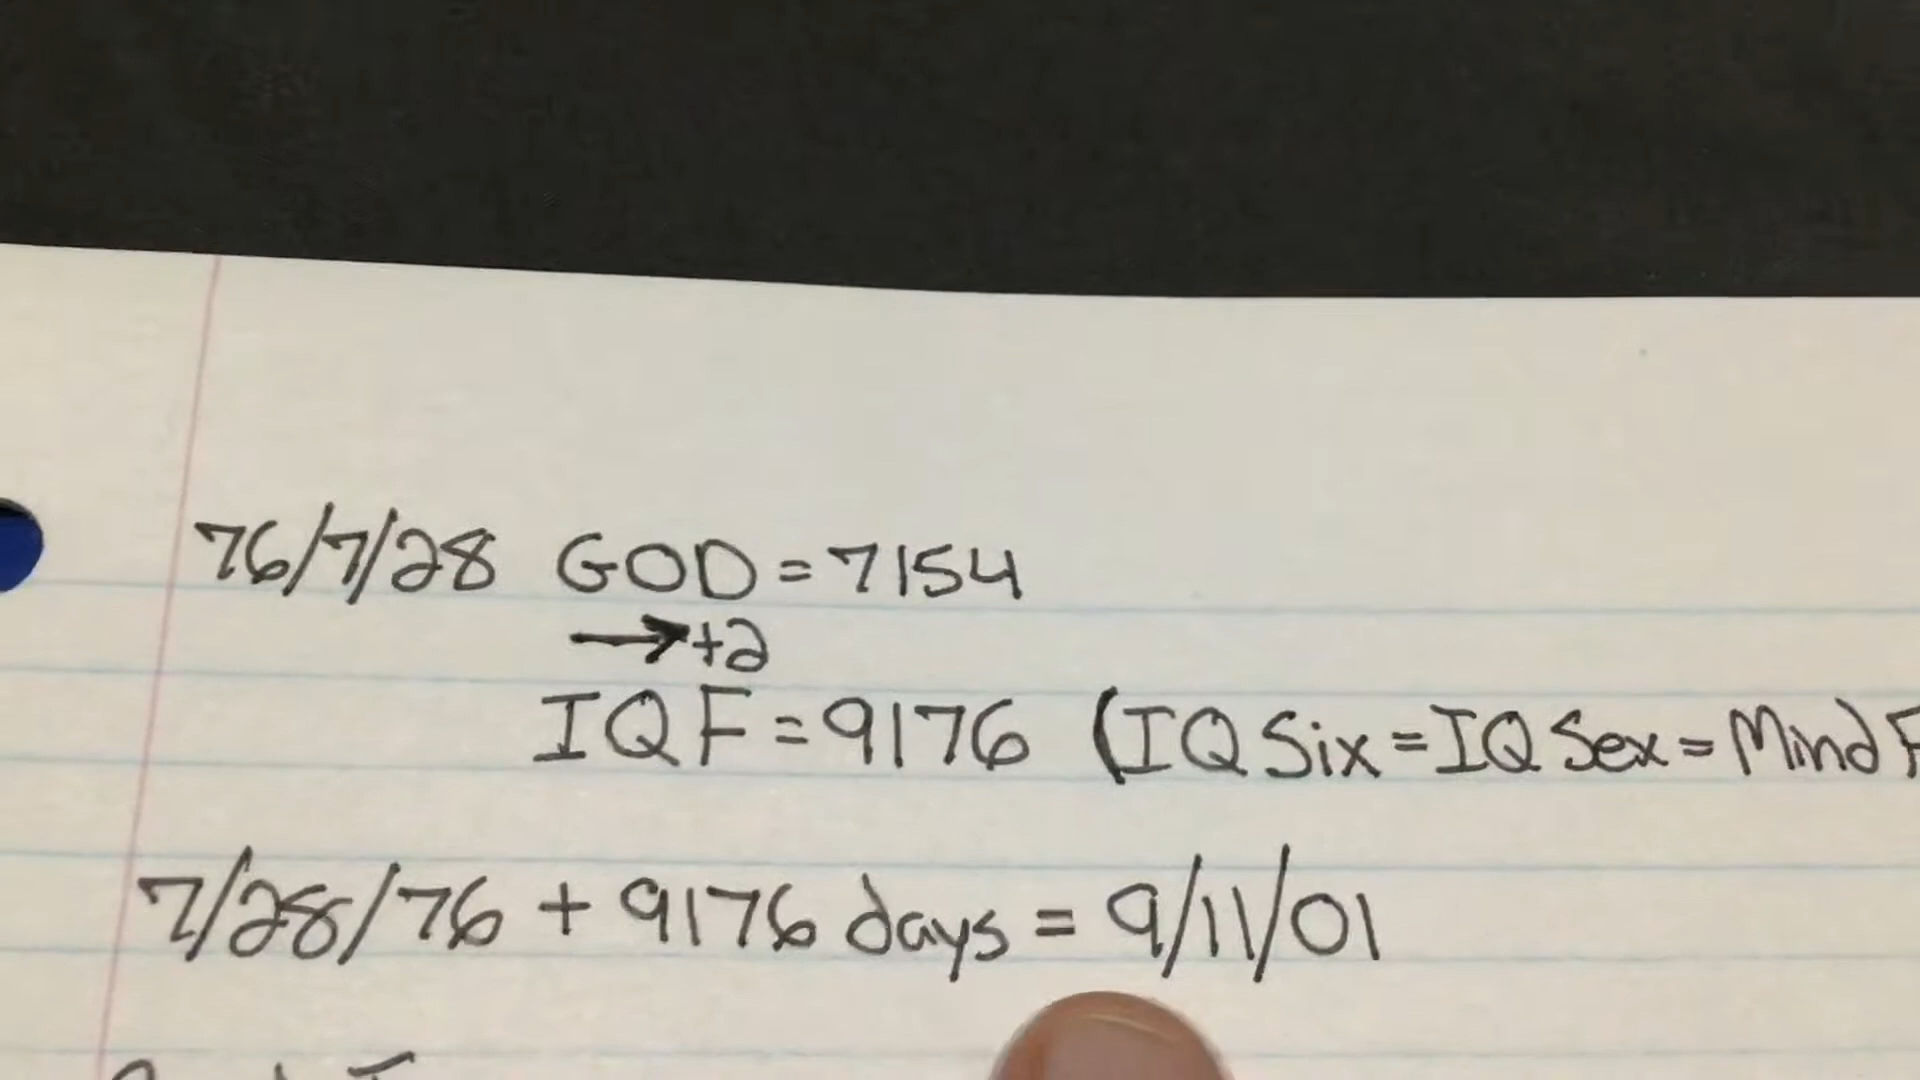 76/7/28 GOD = 7154
→+2
IQF = 9176 (IQ Six = IQ Sex = Mind F
7/28/76 + 9176 days = 9/11/01